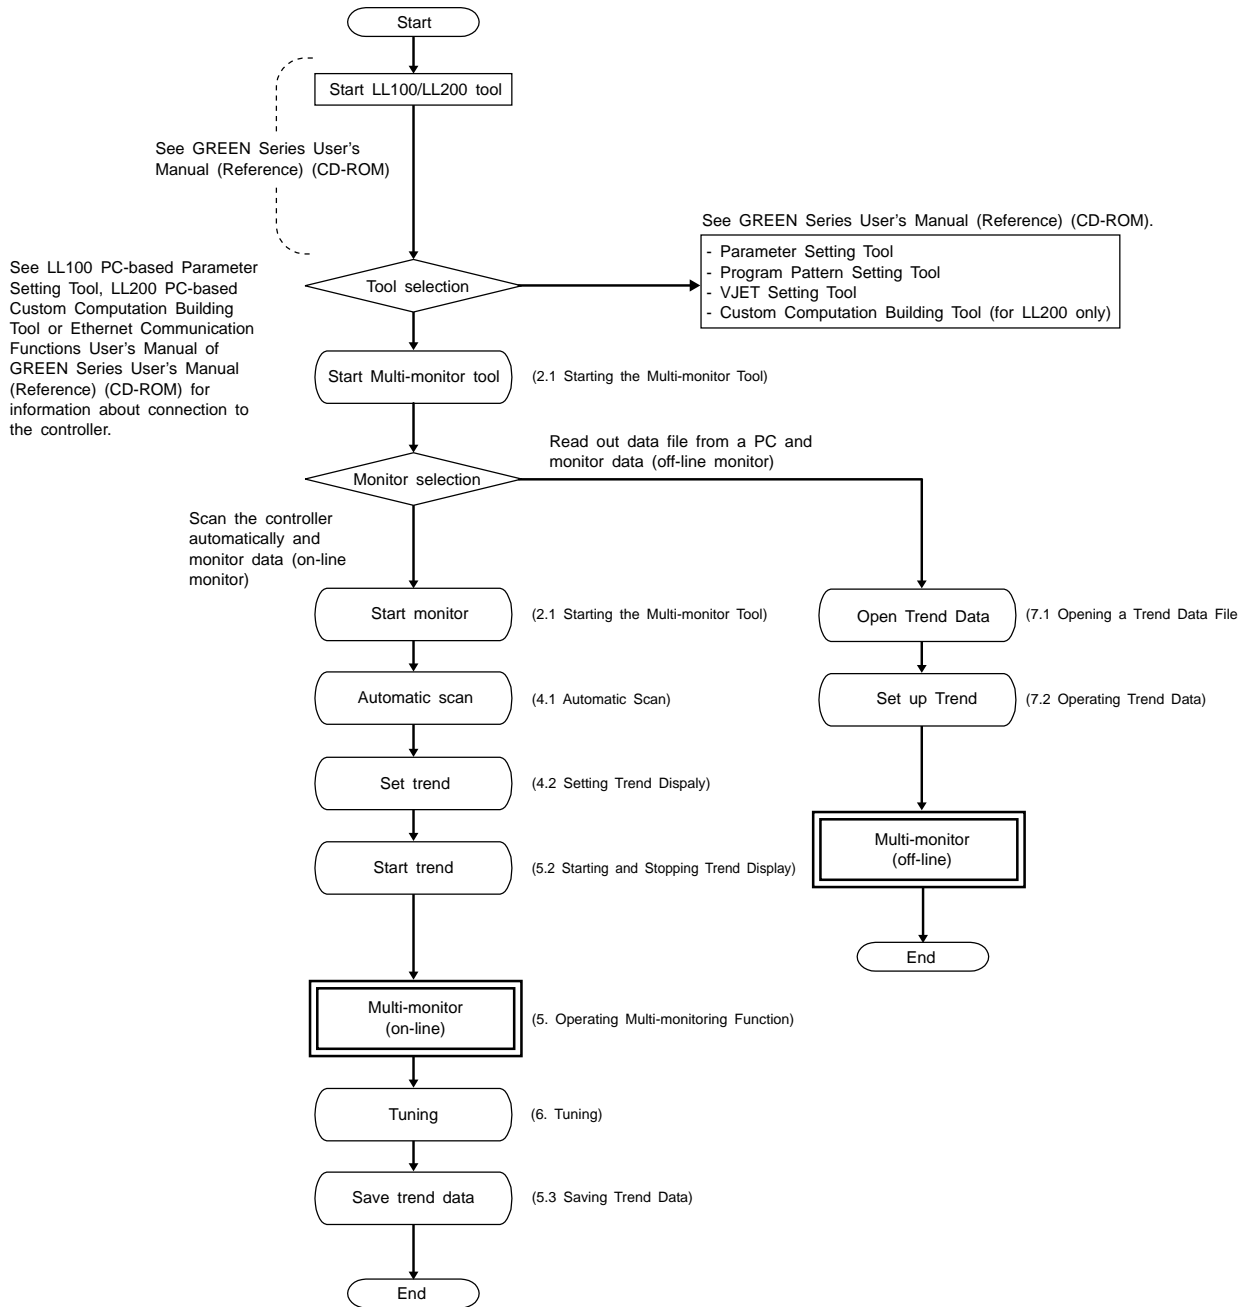 Start
Start LL100/LL200 tool
See GREEN Series User's
Manual (Reference) (CD-ROM)
See GREEN Series User's Manual (Reference) (CD-ROM).
- Parameter Setting Tool
- Program Pattern Setting Tool
- VJET Setting Tool
- Custom Computation Building Tool (for LL200 only)
See LL100 PC-based Parameter
Setting Tool, LL200 PC-based
Custom Computation Building
Tool or Ethernet Communication
Functions User's Manual of
GREEN Series User's Manual
(Reference) (CD-ROM) for
information about connection to
the controller.
Tool selection
Start Multi-monitor tool
(2.1 Starting the Multi-monitor Tool)
Read out data file from a PC and
monitor data (off-line monitor)
Monitor selection
Scan the controller
automatically and
monitor data (on-line
monitor)
Start monitor
(2.1 Starting the Multi-monitor Tool)
Open Trend Data
(7.1 Opening a Trend Data File
Automatic scan
(4.1 Automatic Scan)
Set up Trend
(7.2 Operating Trend Data)
Set trend
(4.2 Setting Trend Dispaly)
Multi-monitor
(off-line)
Start trend
(5.2 Starting and Stopping Trend Display)
End
Multi-monitor
(on-line)
(5. Operating Multi-monitoring Function)
Tuning
(6. Tuning)
Save trend data
(5.3 Saving Trend Data)
End